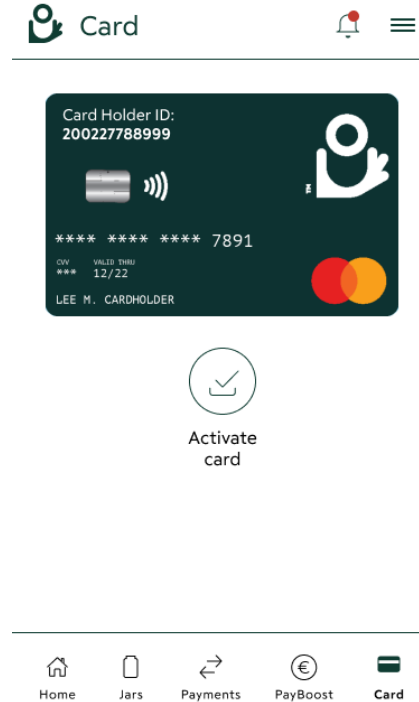 Card
Card Holder ID:
200227788999
**** **** **** 7891
CVV VALID THRU
*** 12/22
LEE M. CARDHOLDER
TM
Activate
card
Home Jars Payments PayBoost Card